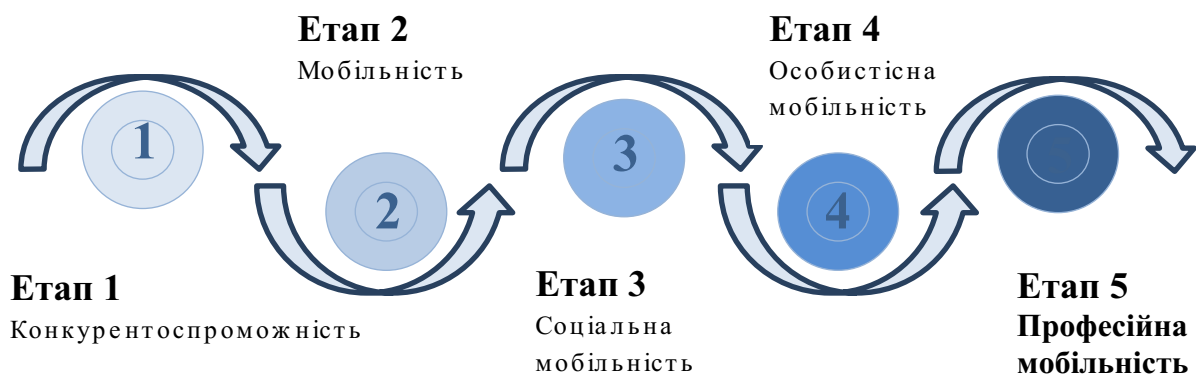 Етап 1
Конкурентоспроможність
1
Етап 2
Мобільність
2
Етап 3
Соціальна
мобільність
3
Етап 4
Особистісна
мобільність
4
Етап 5
Професійна
мобільність